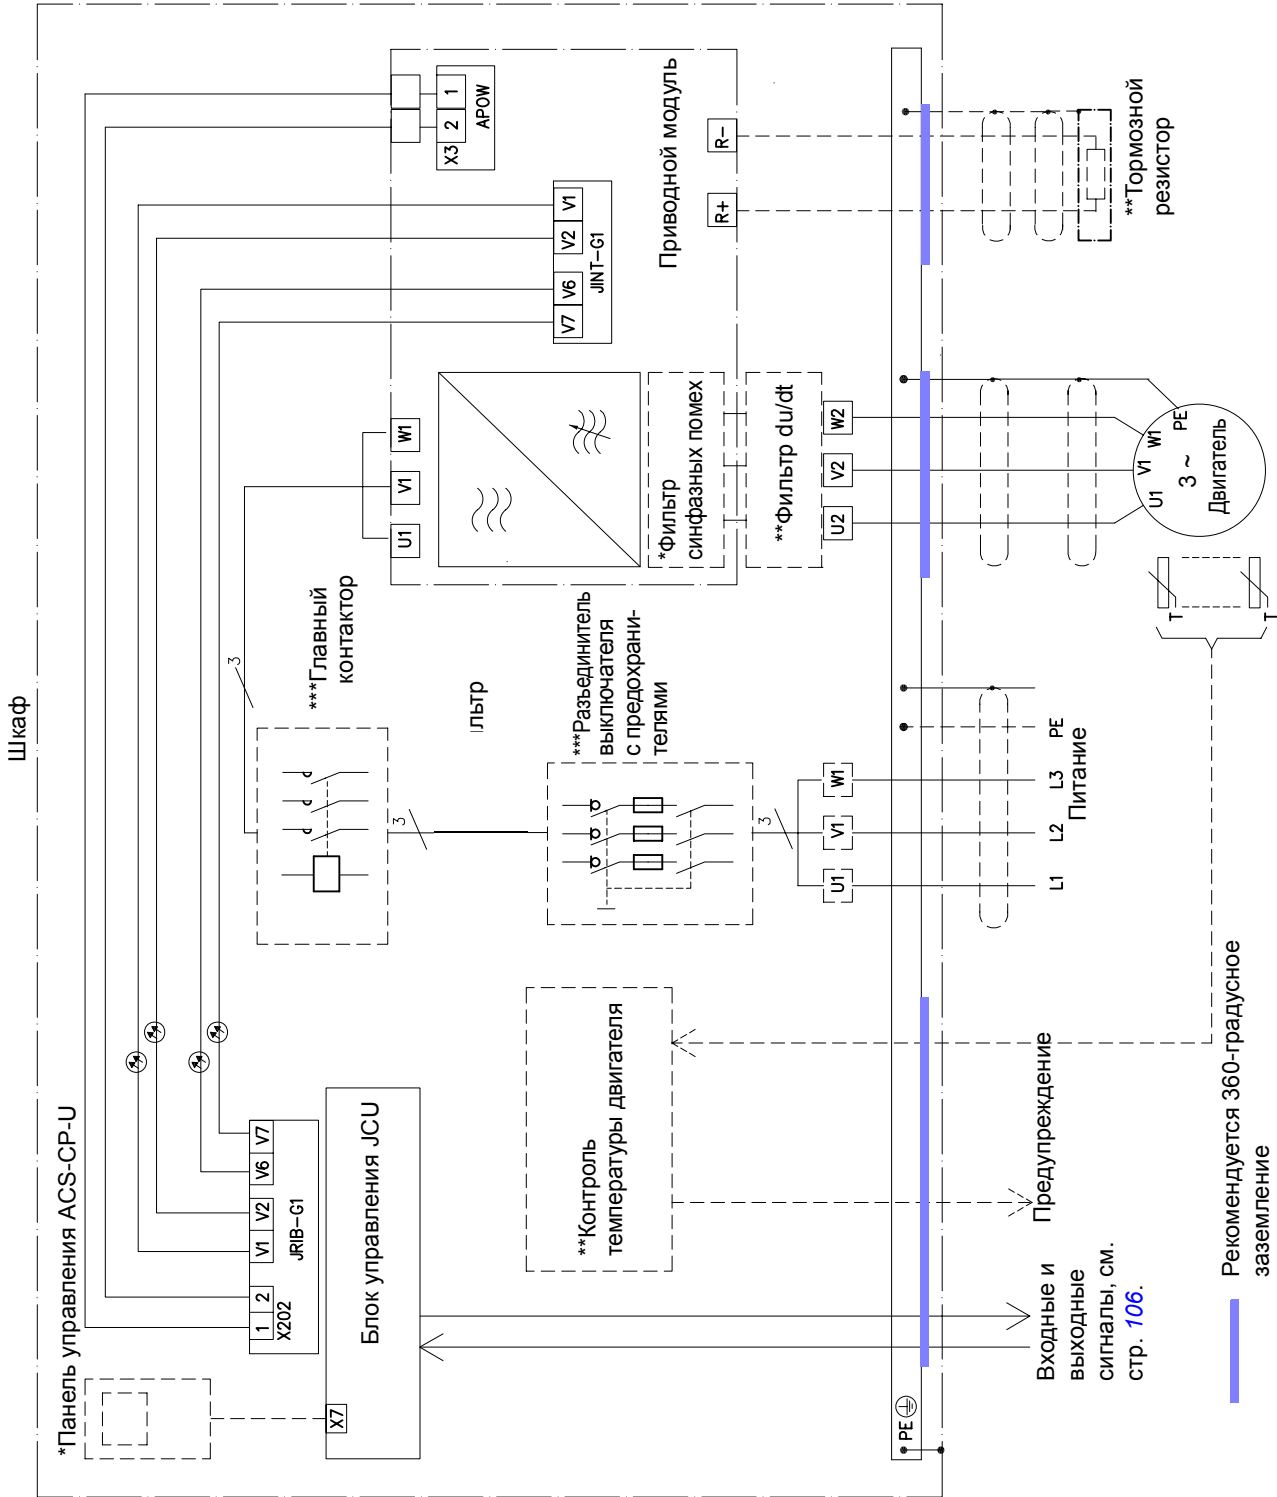 Шкаф
*Панель управления ACS-CP-U
X7
Блок управления JCU
1
2
X202
V1
V2
V6
V7
JRIB-G1
X3
2
1
APOW
V7
V6
V2
V1
JINT-G1
Приводной модуль
R+
R-
**Тормозной
резистор
3
***Главный
контактор
U1
V1
W1
*Фильтр
синфазных помех
**Фильтр du/dt
U2
V2
W2
3
льтр
***Разъединитель
выключателя
с предохрани-
телями
3
U1
V1
W1
L1
L2
L3
PE
Питание
U1
V1
W1
PE
3 ~
Двигатель
T
T
**Контроль
температуры двигателя
PE
Предупреждение
Входные и
выходные
сигналы, см.
стр. 106.
Рекомендуется 360-градусное
заземление